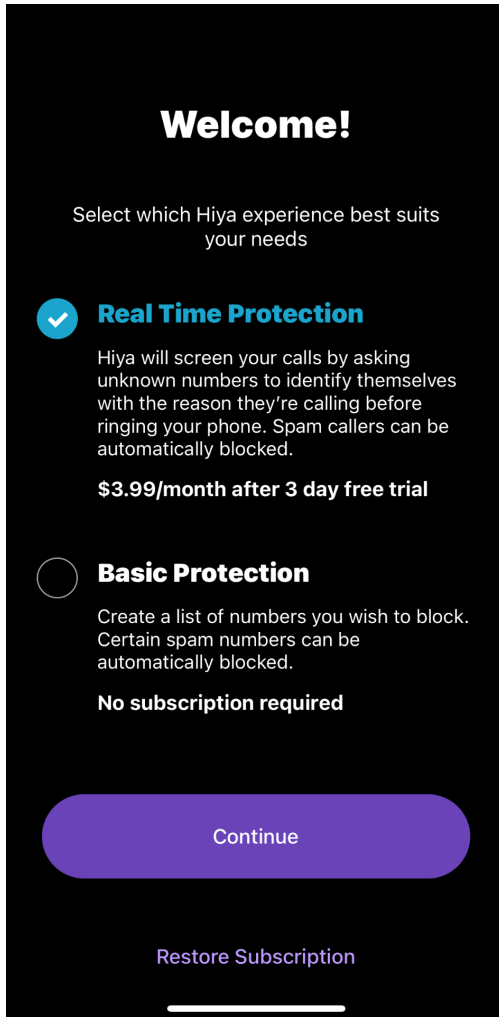 Welcome!
Select which Hiya experience best suits
your needs
Real Time Protection
Hiya will screen your calls by asking
unknown numbers to identify themselves
with the reason they’re calling before
ringing your phone. Spam callers can be
automatically blocked.
$3.99/month after 3 day free trial
Basic Protection
Create a list of numbers you wish to block.
Certain spam numbers can be
automatically blocked.
No subscription required
Continue
Restore Subscription